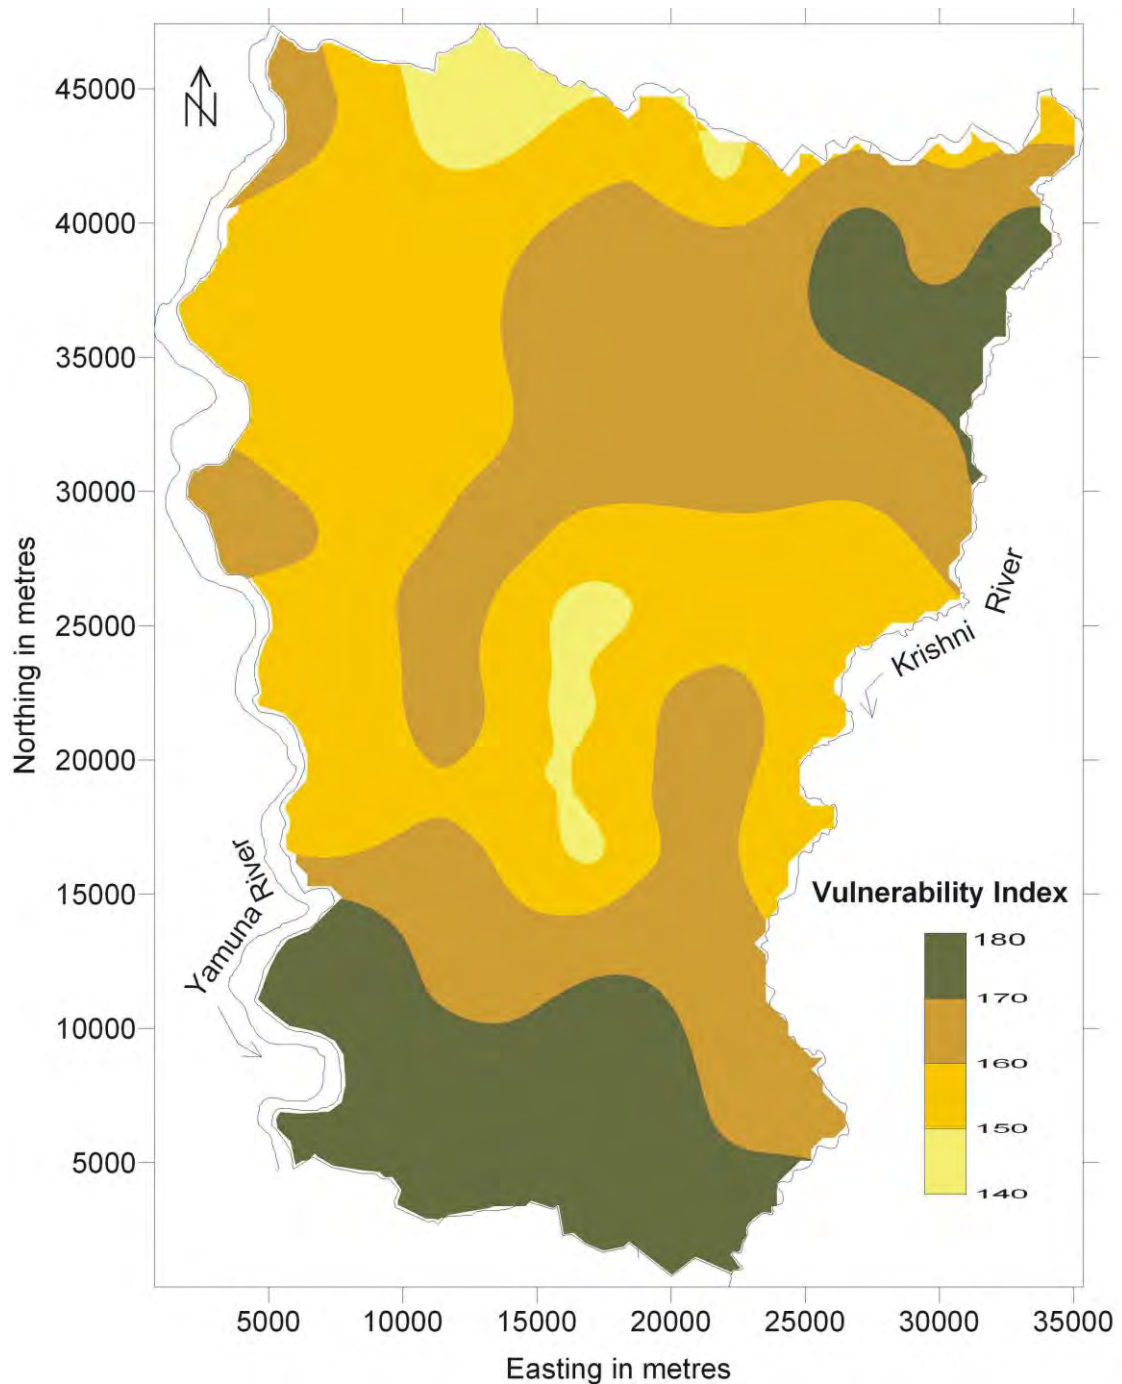 N
45000
40000
35000
30000
25000
20000
15000
10000
5000
Northing in metres
Krishni River
Yamuna River
Vulnerability Index
180
170
160
150
140
5000 10000 15000 20000 25000 30000 35000
Easting in metres